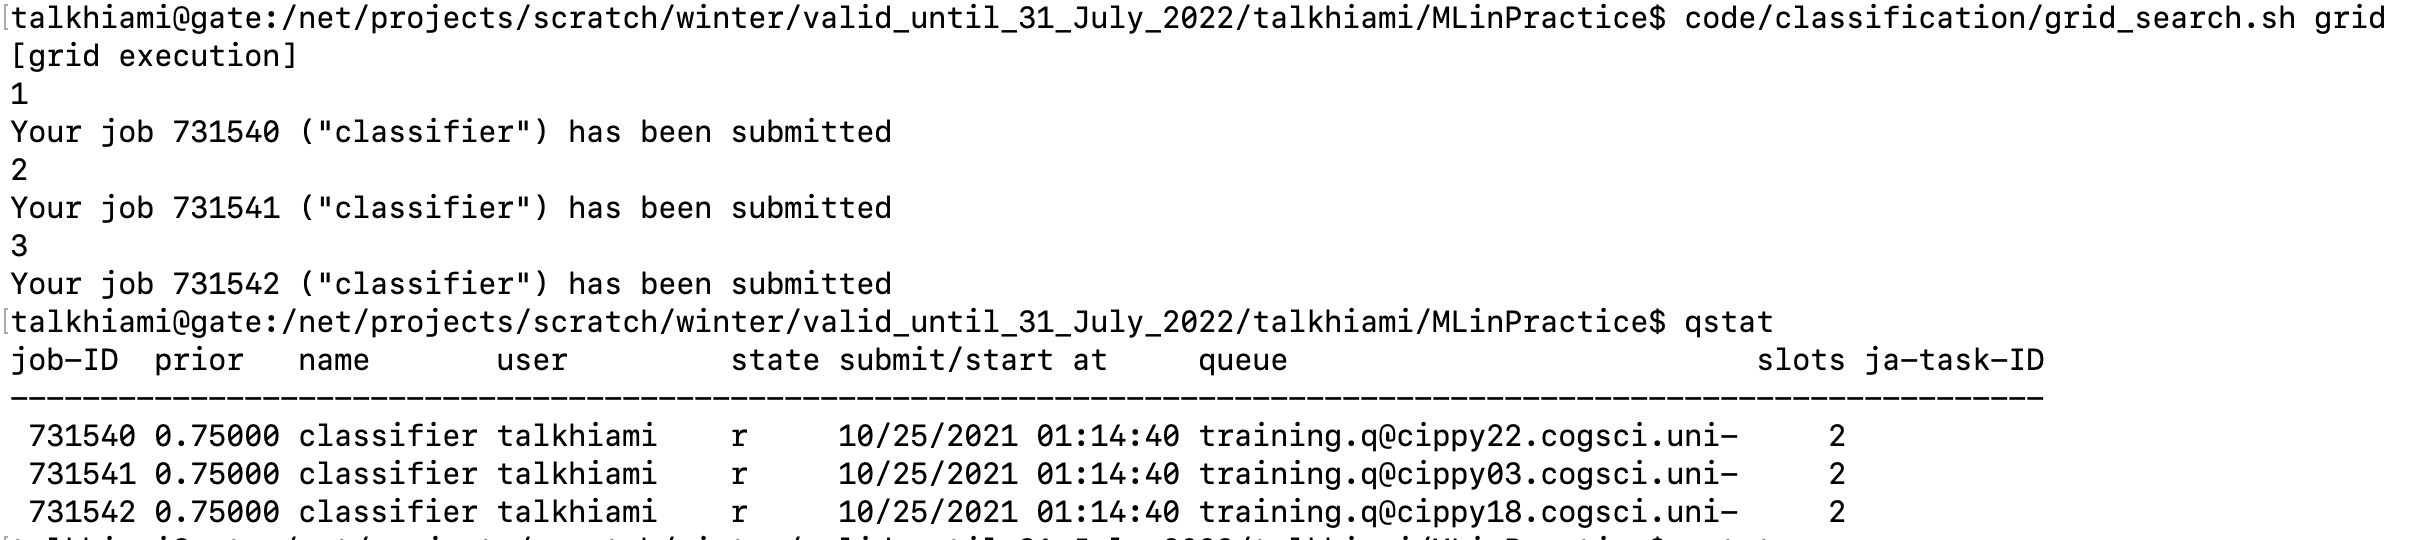 [talkhiami@gate:/net/projects/scratch/winter/valid_until_31_July_2022/talkhiami/MLinPractice$ code/classification/grid_search.sh grid
[grid execution]
1
Your job 731540 ("classifier") has been submitted
2
Your job 731541 ("classifier") has been submitted
3
Your job 731542 ("classifier") has been submitted
[talkhiami@gate:/net/projects/scratch/winter/valid_until_31_July_2022/talkhiami/MLinPractice$ qstat
job-ID  prior   name       user         state submit/start at     queue                          slots ja-task-ID
-----------------------------------------------------------------------------------------------------------------
 731540 0.75000 classifier talkhiami    r     10/25/2021 01:14:40 training.q@cippy22.cogsci.uni-     2
 731541 0.75000 classifier talkhiami    r     10/25/2021 01:14:40 training.q@cippy03.cogsci.uni-     2
 731542 0.75000 classifier talkhiami    r     10/25/2021 01:14:40 training.q@cippy18.cogsci.uni-     2